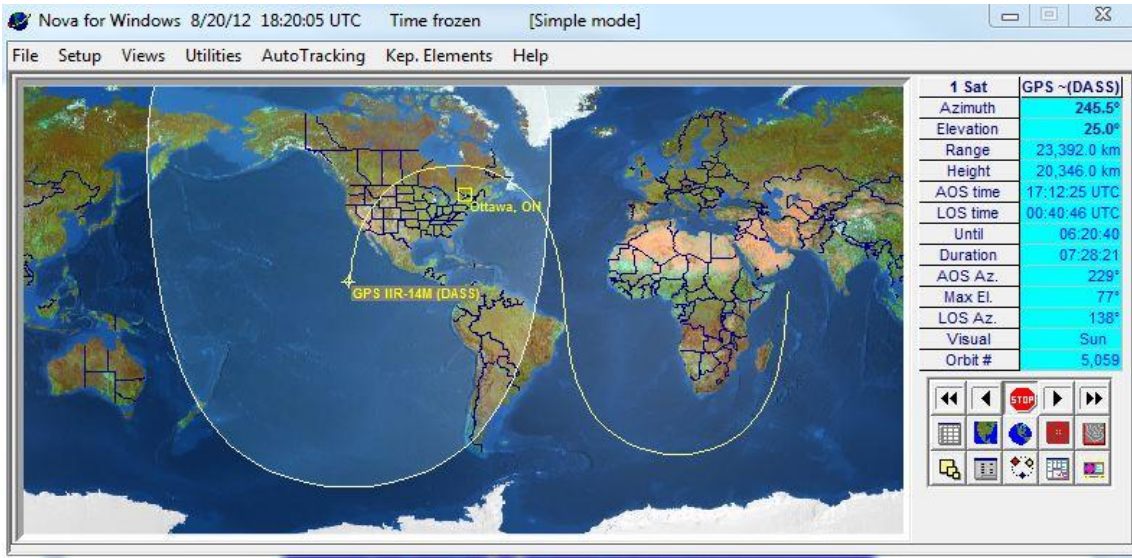 Nova for Windows 8/20/12 18:20:05 UTC Time frozen [Simple mode]
File Setup Views Utilities AutoTracking Kep. Elements Help
1 Sat GPS ~(DASS)
Azimuth 245.5°
Elevation 25.0°
Range 23,392.0 km
Height 20,346.0 km
AOS time 17:12:25 UTC
LOS time 00:40:46 UTC
Until 06:20:40
Duration 07:28:21
AOS Az. 229°
Max El. 77°
LOS Az. 138°
Visual Sun
Orbit # 5,059
STOP
Ottawa, ON
GPS IIR-14M (DASS)